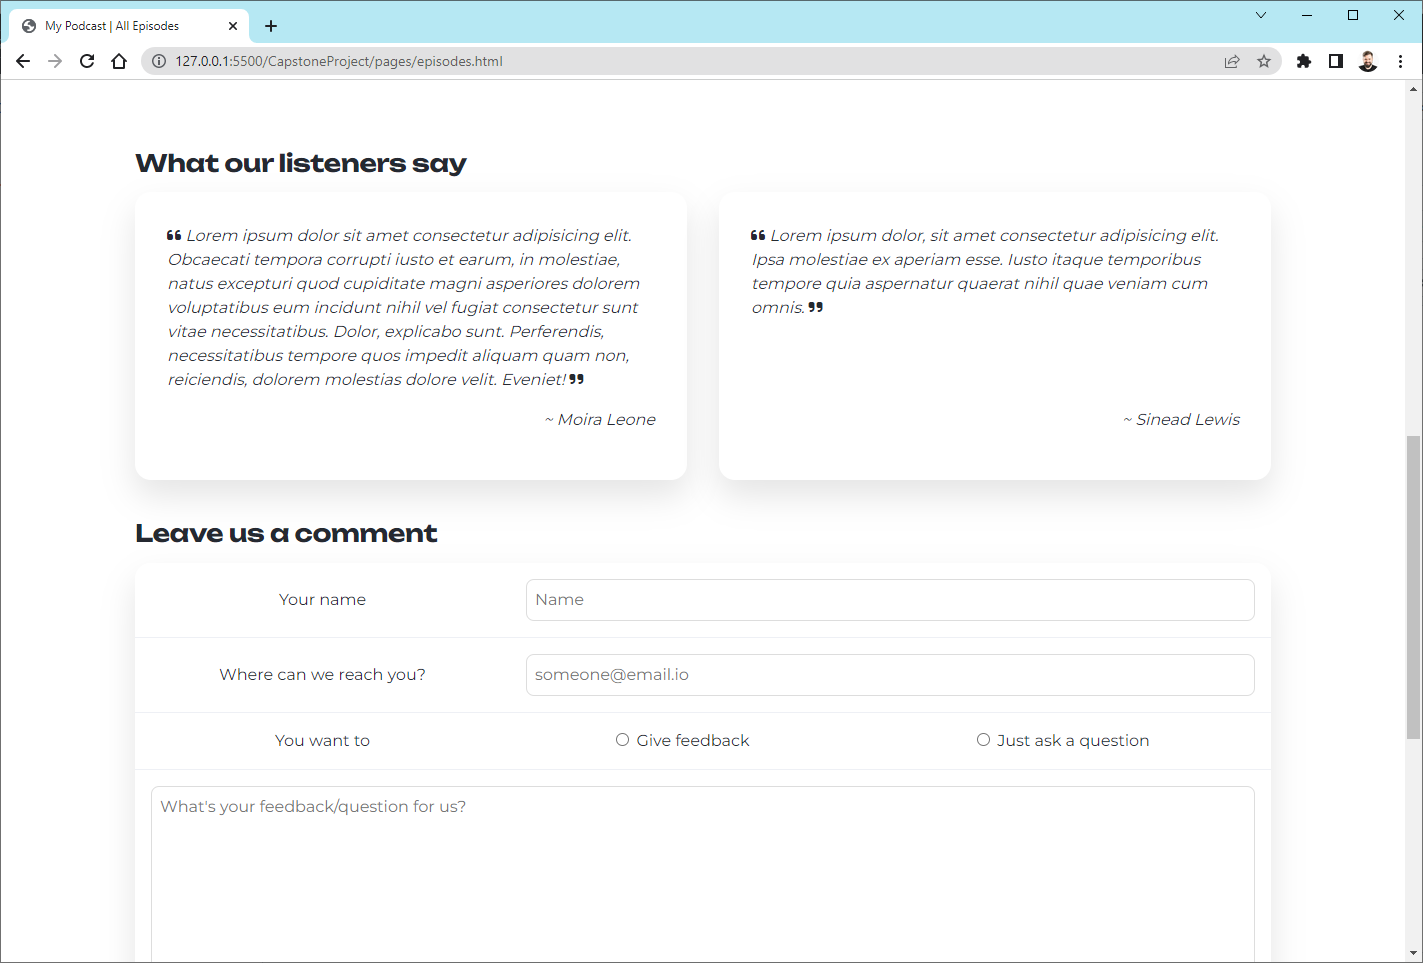 My Podcast | All Episodes
127.0.0.1:5500/CapstoneProject/pages/episodes.html
What our listeners say
❝ Lorem ipsum dolor sit amet consectetur adipisicing elit.
Obcaecati tempora corrupti iusto et earum, in molestiae,
natus excepturi quod cupiditate magni asperiores dolorem
voluptatibus eum incidunt nihil vel fugiat consectetur sunt
vitae necessitatibus. Dolor, explicabo sunt. Perferendis,
necessitatibus tempore quos impedit aliquam quam non,
reiciendis, dolorem molestias dolore velit. Eveniet! ❞
~ Moira Leone
❝ Lorem ipsum dolor, sit amet consectetur adipisicing elit.
Ipsa molestiae ex aperiam esse. Iusto itaque temporibus
tempore quia aspernatur quaerat nihil quae veniam cum
omnis. ❞
~ Sinead Lewis
Leave us a comment
Your name
Name
Where can we reach you?
someone@email.io
You want to
Give feedback
Just ask a question
What's your feedback/question for us?